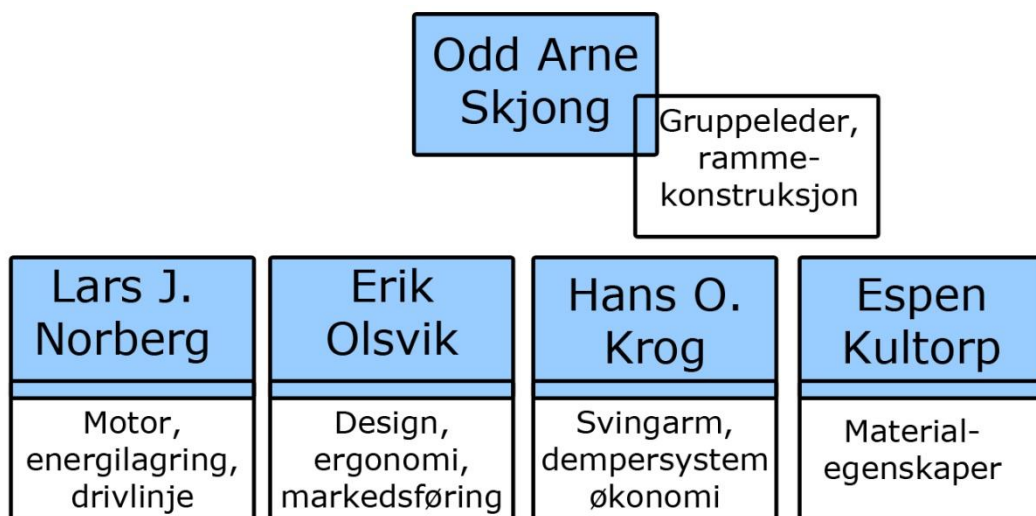 Odd Arne
Skjong
Gruppeleder,
ramme-
konstruksjon
Lars J.
Norberg
Motor,
energilagring,
drivlinje
Erik
Olsvik
Design,
ergonomi,
markedsføring
Hans O.
Krog
Svingarm,
dempersystem
økonomi
Espen
Kultorp
Material-
egenskaper